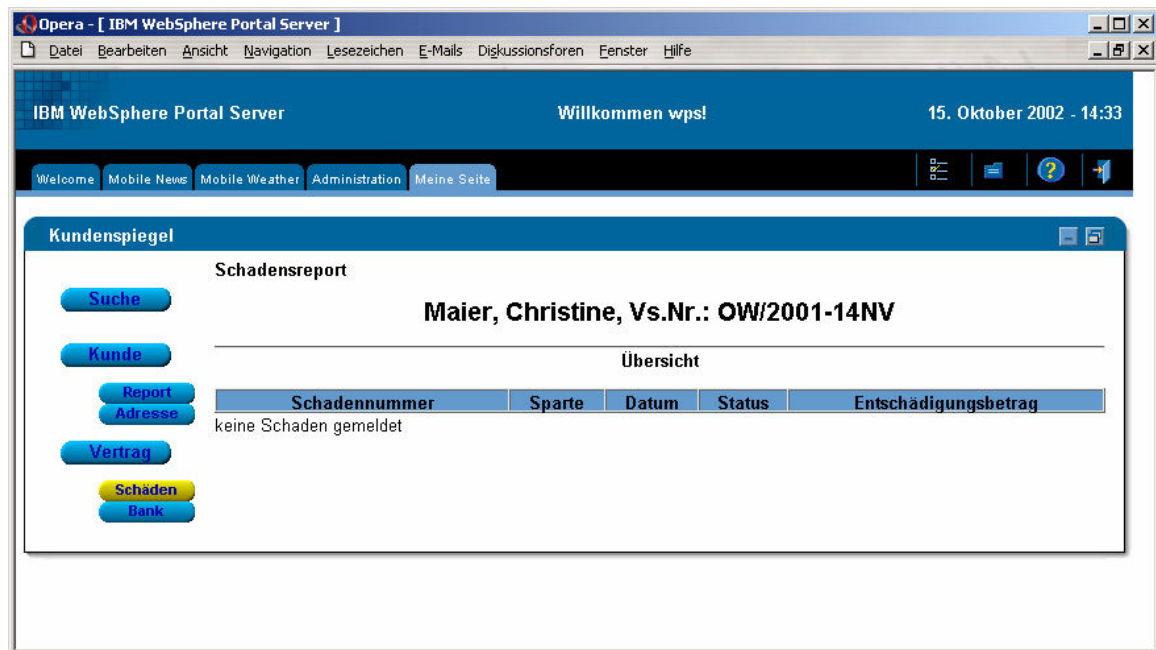 Opera - [ IBM WebSphere Portal Server ]
Datei Bearbeiten Ansicht Navigation Lesezeichen E-Mails Diskussionsforen Fenster Hilfe
IBM WebSphere Portal Server Willkommen wps! 15. Oktober 2002 - 14:33
Welcome Mobile News Mobile Weather Administration Meine Seite
Kundenspiegel
Schadensreport
Suche
Maier, Christine, Vs.Nr.: OW/2001-14NV
Kunde
Übersicht
Report
Schadennummer Sparte Datum Status Entschädigungsbetrag
Adresse
keine Schaden gemeldet
Vertrag
Schäden
Bank